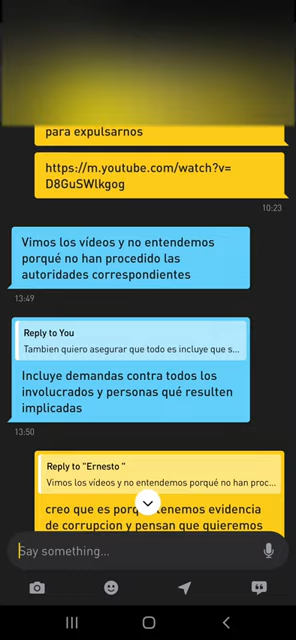 para expulsarnos
https://m.youtube.com/watch?v=
D8GuSWlkgog
10:23
Vimos los vídeos y no entendemos
porqué no han procedido las
autoridades correspondientes
13:49
Reply to You
Tambien quiero asegurar que todo es incluye que s...
Incluye demandas contra todos los
involucrados y personas qué resulten
implicadas
13:50
Reply to "Ernesto "
Vimos los vídeos y no entendemos porqué no han proc...
creo que es porq tenemos evidencia
de corrupcion y pensan que queremos
Say something...